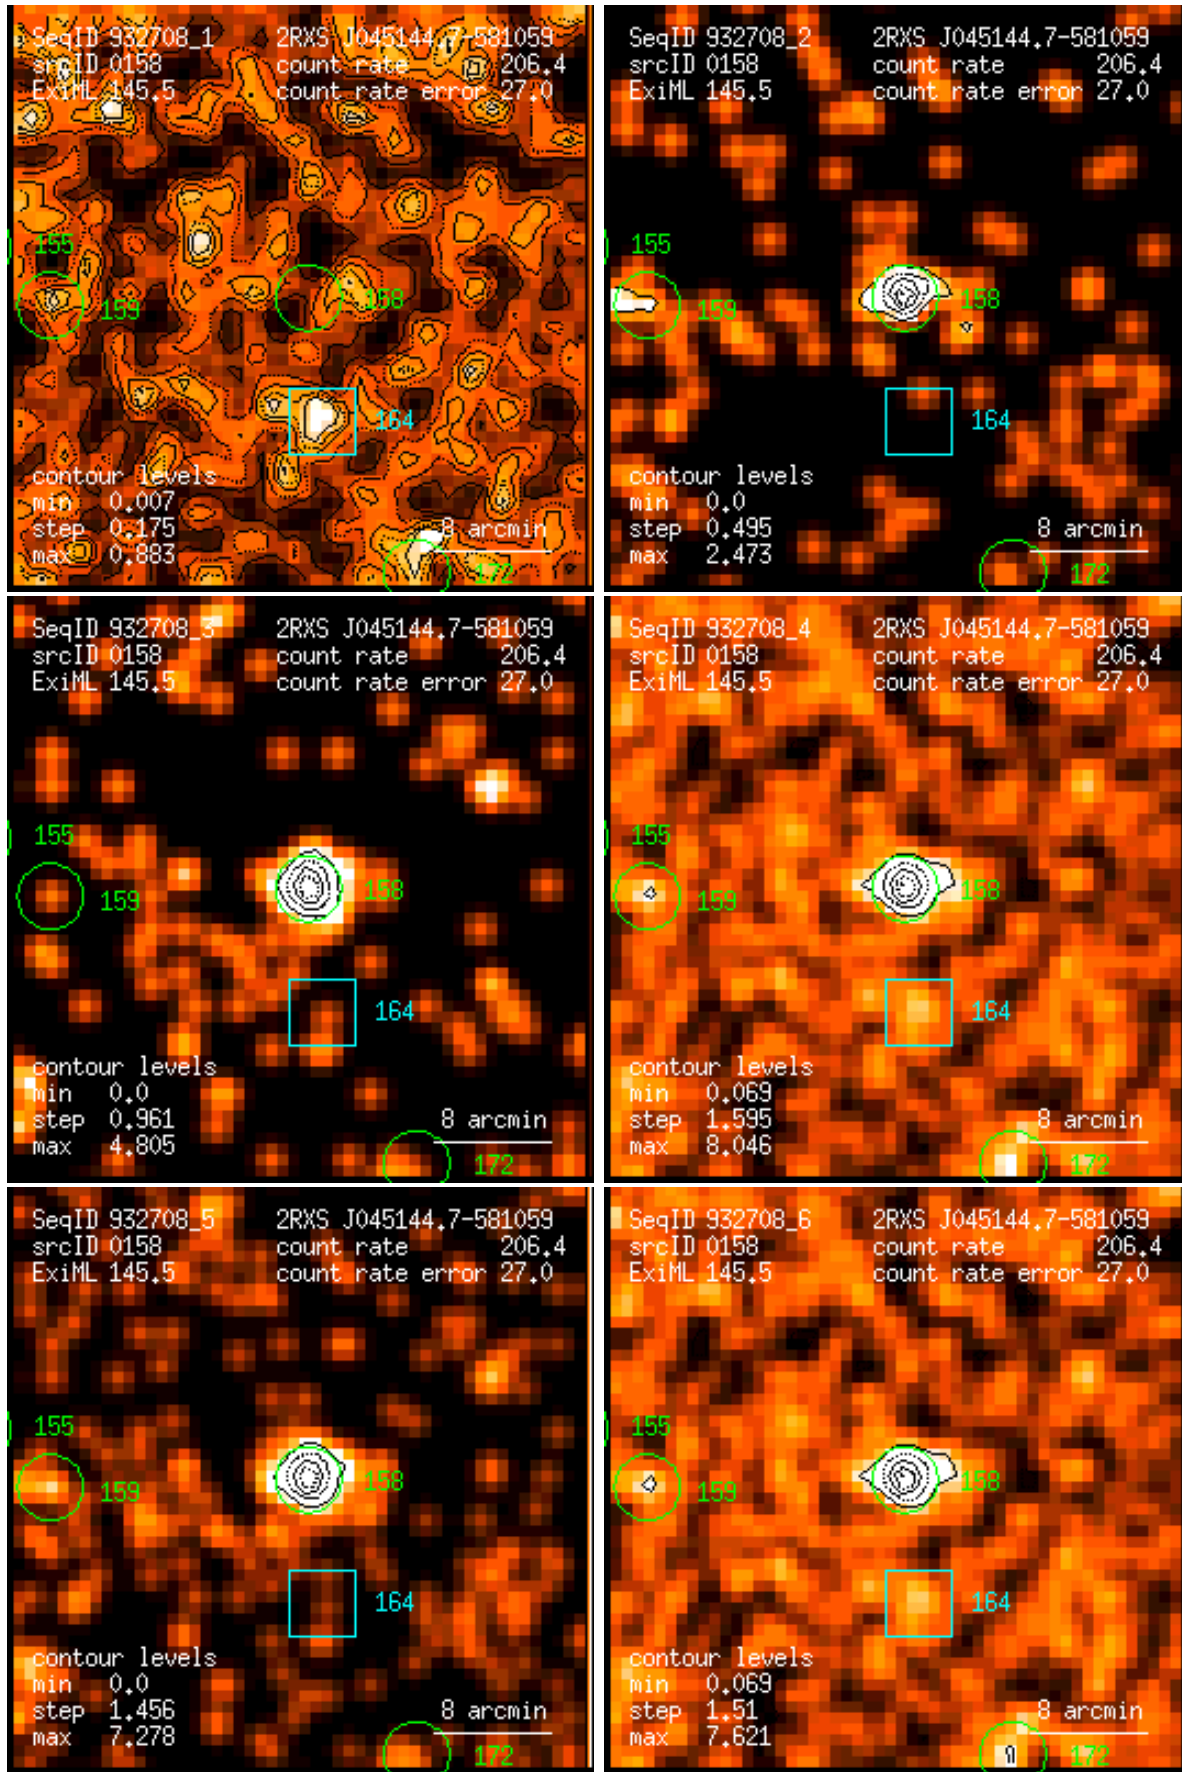 SeqID 932708_1 2RXS J045144.7-581059
srcID 0158 count rate 206.4
ExiML 145.5 count rate error 27.0
155
159
158
164
contour levels
min 0.007
step 0.175 8 arcmin
max 0.883
172
SeqID 932708_2 2RXS J045144.7-581059
srcID 0158 count rate 206.4
ExiML 145.5 count rate error 27.0
155
159
158
164
contour levels
min 0.0
step 0.495 8 arcmin
max 2.473
172
SeqID 932708_3 2RXS J045144.7-581059
srcID 0158 count rate 206.4
ExiML 145.5 count rate error 27.0
155
159
158
164
contour levels
min 0.0
step 0.961 8 arcmin
max 4.805
172
SeqID 932708_4 2RXS J045144.7-581059
srcID 0158 count rate 206.4
ExiML 145.5 count rate error 27.0
155
159
158
164
contour levels
min 0.069
step 1.595 8 arcmin
max 8.046
172
SeqID 932708_5 2RXS J045144.7-581059
srcID 0158 count rate 206.4
ExiML 145.5 count rate error 27.0
155
159
158
164
contour levels
min 0.0
step 1.456 8 arcmin
max 7.278
172
SeqID 932708_6 2RXS J045144.7-581059
srcID 0158 count rate 206.4
ExiML 145.5 count rate error 27.0
155
159
158
164
contour levels
min 0.069
step 1.51 8 arcmin
max 7.621
172